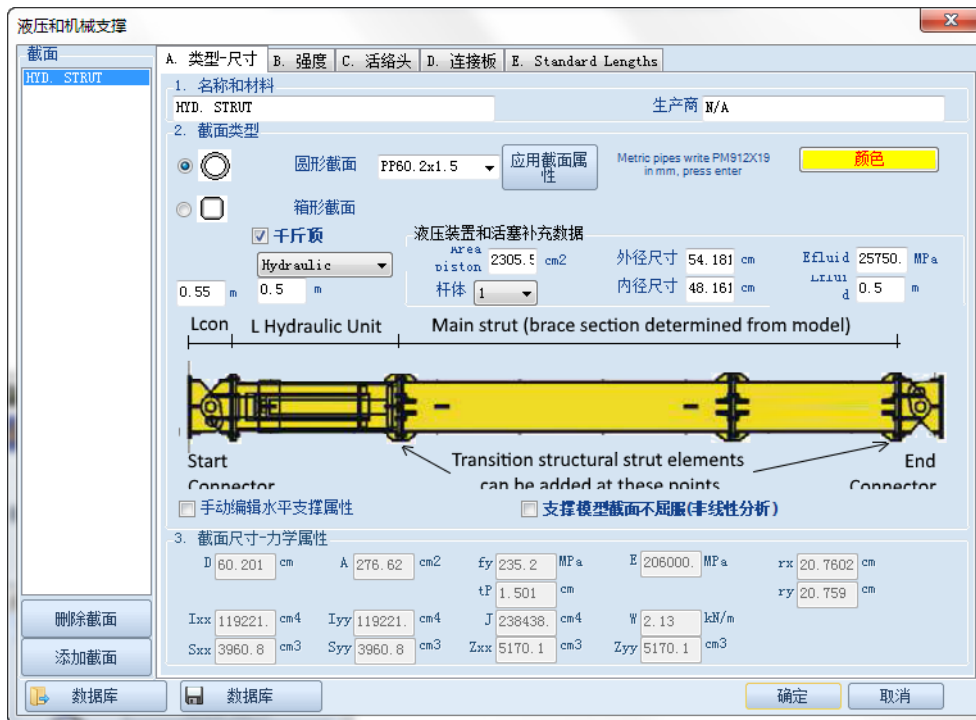 液压和机械支撑
截面
HYD. STRUT
A. 类型-尺寸 B. 强度 C. 活络头 D. 连接板 E. Standard Lengths
1. 名称和材料
HYD. STRUT 生产商 N/A
2. 截面类型
圆形截面 PP60.2x1.5 应用截面属性 Metric pipes write PM912X19 in mm, press enter 颜色
箱形截面
千斤顶 液压装置和活塞补充数据
Hydraulic Area piston 2305.5 cm2 外径尺寸 54.181 cm Efluid 25750. MPa
0.55 m 0.5 m 杆体 1 内径尺寸 48.161 cm d 0.5 m
Lcon L Hydraulic Unit Main strut (brace section determined from model)
Start Connector Transition structural strut elements can be added at these points End Connector
手动编辑水平支撑属性 支撑模型截面不屈服(非线性分析)
3. 截面尺寸-力学属性
D 60.201 cm A 276.62 cm2 fy 235.2 MPa E 206000. MPa rx 20.7602 cm
tP 1.501 cm ry 20.759 cm
Ixx 119221. cm4 Iyy 119221. cm4 J 238438. cm4 W 2.13 kN/m
Sxx 3960.8 cm3 Syy 3960.8 cm3 Zxx 5170.1 cm3 Zyy 5170.1 cm3
删除截面
添加截面
数据库 数据库 确定 取消